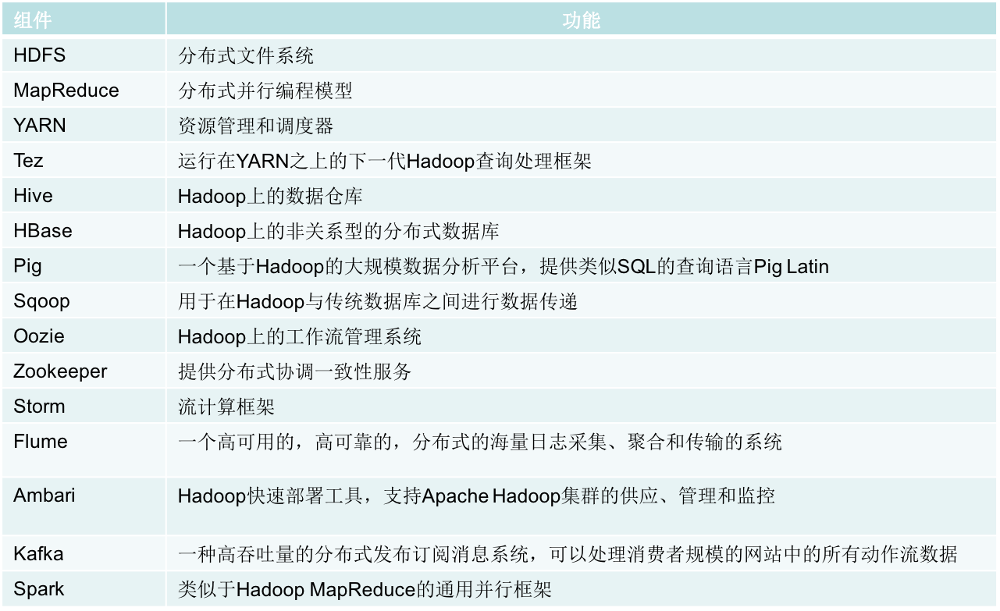 组件 功能
HDFS 分布式文件系统
MapReduce 分布式并行编程模型
YARN 资源管理和调度器
Tez 运行在YARN之上的下一代Hadoop查询处理框架
Hive Hadoop上的数据仓库
HBase Hadoop上的非关系型的分布式数据库
Pig 一个基于Hadoop的大规模数据分析平台，提供类似SQL的查询语言Pig Latin
Sqoop 用于在Hadoop与传统数据库之间进行数据传递
Oozie Hadoop上的工作流管理系统
Zookeeper 提供分布式协调一致性服务
Storm 流计算框架
Flume 一个高可用的，高可靠的，分布式的海量日志采集、聚合和传输的系统
Ambari Hadoop快速部署工具，支持Apache Hadoop集群的供应、管理和监控
Kafka 一种高吞吐量的分布式发布订阅消息系统，可以处理消费者规模的网站中的所有动作流数据
Spark 类似于Hadoop MapReduce的通用并行框架